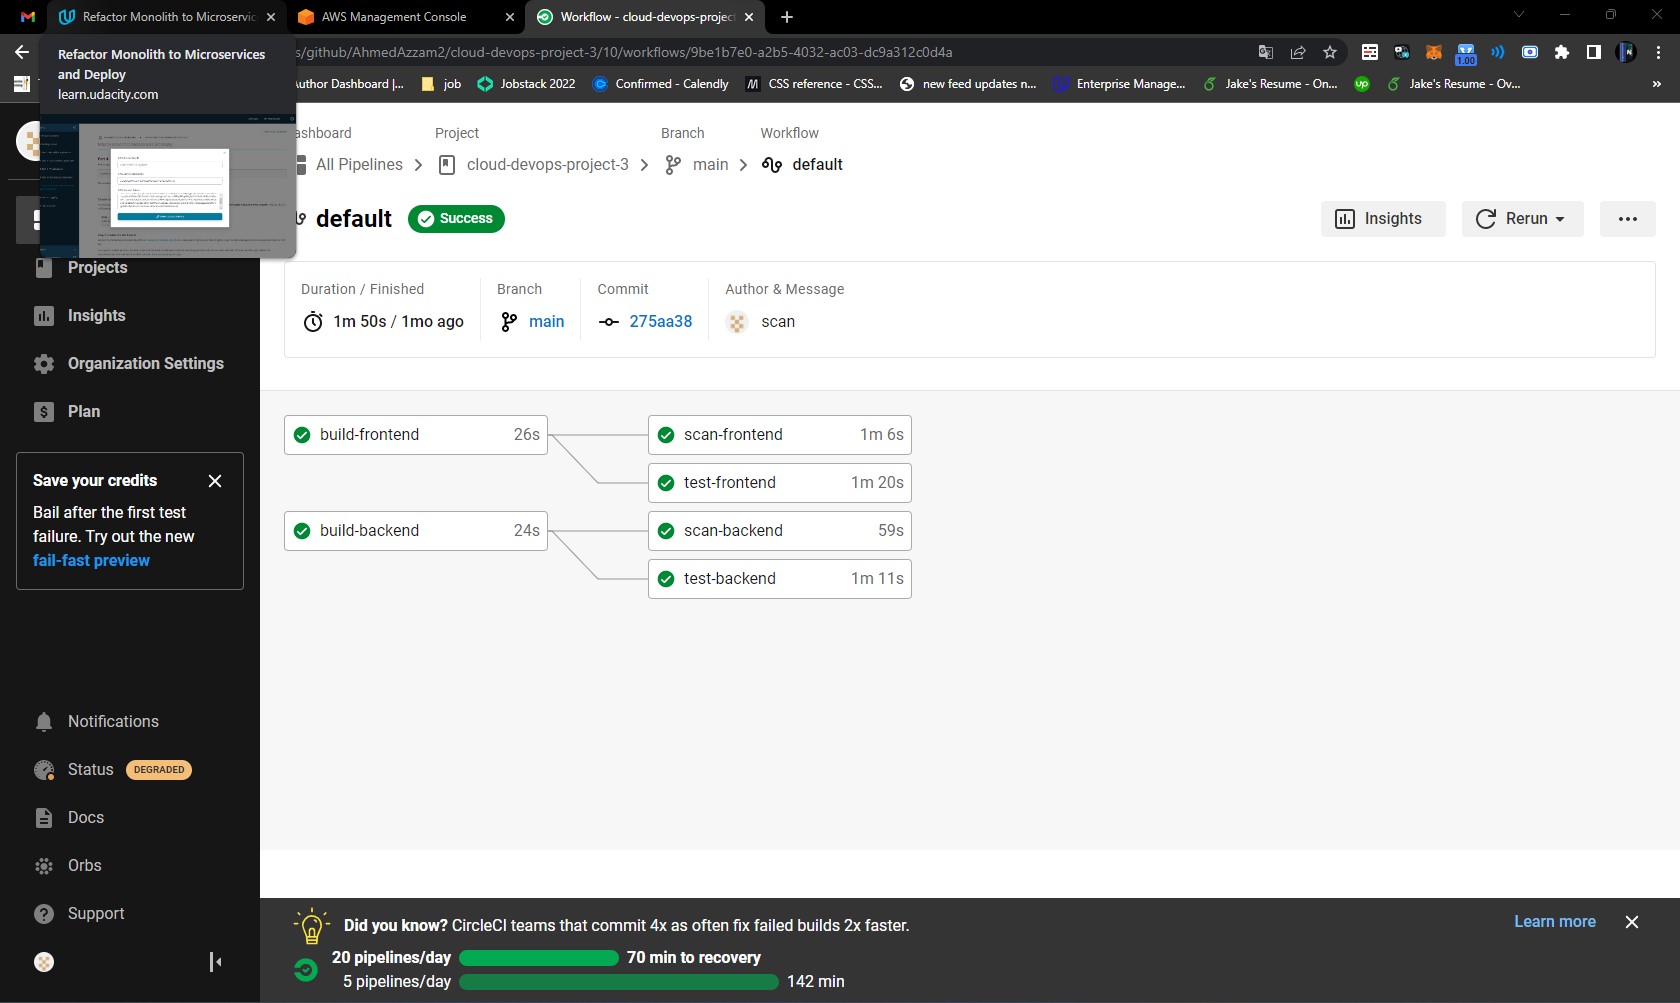 Refactor Monolith to Microservic
AWS Management Console
Workflow - cloud-devops-project
Refactor Monolith to Microservices
and Deploy
learn.udacity.com
s/github/AhmedAzzam2/cloud-devops-project-3/10/workflows/9be1b7e0-a2b5-4032-ac03-dc9a312c0d4a
1.00
uthor Dashboard |...
job
Jobstack 2022
Confirmed - Calendly
CSS reference - CSS...
new feed updates n...
Enterprise Manage...
Jake's Resume - On...
up
Jake's Resume - Ov...
»
ashboard
Project
Branch
Workflow
All Pipelines
cloud-devops-project-3
main
default
default
Success
Insights
Rerun
Duration / Finished
Branch
Commit
Author & Message
1m 50s / 1mo ago
main
275aa38
scan
Projects
Insights
Organization Settings
Plan
Save your credits
Bail after the first test
failure. Try out the new
fail-fast preview
build-frontend 26s
scan-frontend 1m 6s
test-frontend 1m 20s
build-backend 24s
scan-backend 59s
test-backend 1m 11s
Notifications
Status DEGRADED
Docs
Orbs
Support
Did you know? CircleCI teams that commit 4x as often fix failed builds 2x faster.
Learn more
20 pipelines/day 70 min to recovery
5 pipelines/day 142 min